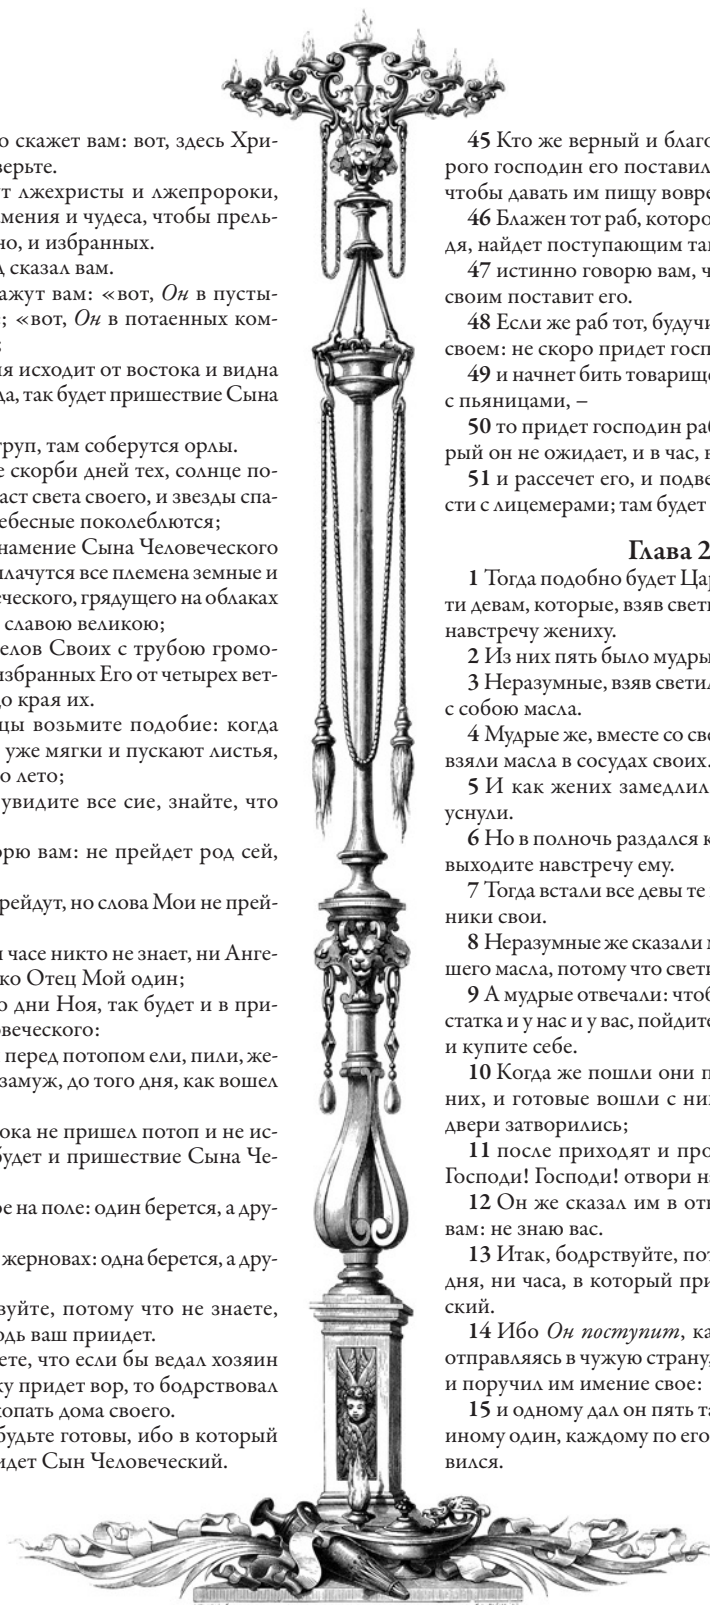 о скажет вам: вот, здесь Хри-
верьте.
т лжехристы и лжепророки,
мения и чудеса, чтобы прель-
но, и избранных.
д сказал вам.
ажут вам: «вот, Он в пусты-
; «вот, Он в потаенных ком-
;
я исходит от востока и видна
да, так будет пришествие Сына
труп, там соберутся орлы.
е скорби дней тех, солнце по-
аст света своего, и звезды спа-
ебесные поколеблются;
намение Сына Человеческого
лачутся все племена земные и
еческого, грядущего на облаках
славою великою;
елов Своих с трубою громо-
избранных Его от четырех вет-
до края их.
цы возьмите подобие: когда
уже мягки и пускают листья,
о лето;
увидите все сие, знайте, что
орю вам: не прейдет род сей,
рейдут, но слова Мои не прей-
и часе никто не знает, ни Анге-
ко Отец Мой один;
о дни Ноя, так будет и в при-
овеческого:
перед потопом ели, пили, же-
замуж, до того дня, как вошел
ока не пришел потоп и не ис-
будет и пришествие Сына Че-
ое на поле: один берется, а дру-
жерновах: одна берется, а дру-
вуйте, потому что не знаете,
одь ваш приидет.
ете, что если бы ведал хозяин
ку придет вор, то бодрствовал
копать дома своего.
будьте готовы, ибо в который
идет Сын Человеческий.
45 Кто же верный и благо
рого господин его поставил
чтобы давать им пищу вовре
46 Блажен тот раб, которо
дя, найдет поступающим так
47 истинно говорю вам, ч
своим поставит его.
48 Если же раб тот, будучи
своем: не скоро придет госп
49 и начнет бить товарище
с пьяницами, –
50 то придет господин раб
рый он не ожидает, и в час, в
51 и рассечет его, и подве
сти с лицемерами; там будет
Глава 2
1 Тогда подобно будет Цар
ти девам, которые, взяв свети
навстречу жениху.
2 Из них пять было мудры
3 Неразумные, взяв светил
с собою масла.
4 Мудрые же, вместе со све
взяли масла в сосудах своих.
5 И как жених замедлил
уснули.
6 Но в полночь раздался к
выходите навстречу ему.
7 Тогда встали все девы те
ники свои.
8 Неразумные же сказали м
шего масла, потому что свети
9 А мудрые отвечали: чтоб
статка и у нас и у вас, пойдите
и купите себе.
10 Когда же пошли они п
них, и готовые вошли с ни
двери затворились;
11 после приходят и про
Господи! Господи! отвори на
12 Он же сказал им в отв
вам: не знаю вас.
13 Итак, бодрствуйте, пот
дня, ни часа, в который при
ский.
14 Ибо Он поступит, ка
отправляясь в чужую страну,
и поручил им имение свое:
15 и одному дал он пять та
иному один, каждому по его
вился.